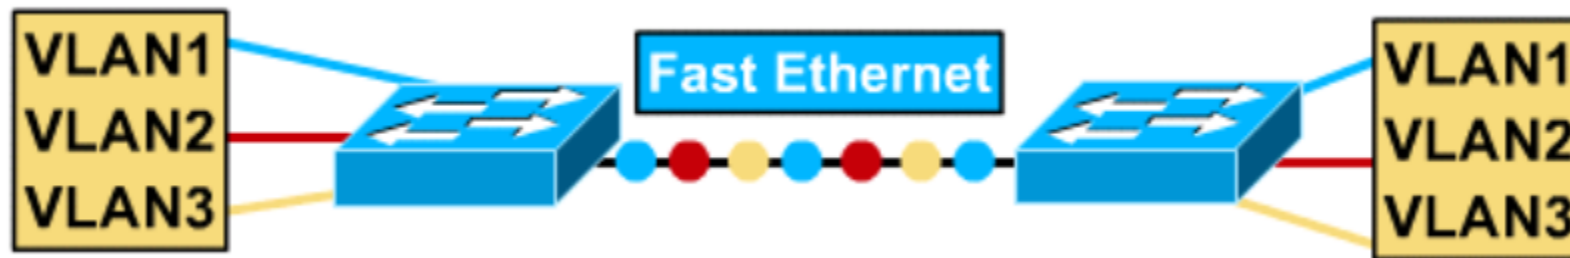 VLAN1
VLAN2
VLAN3
Fast Ethernet
VLAN1
VLAN2
VLAN3